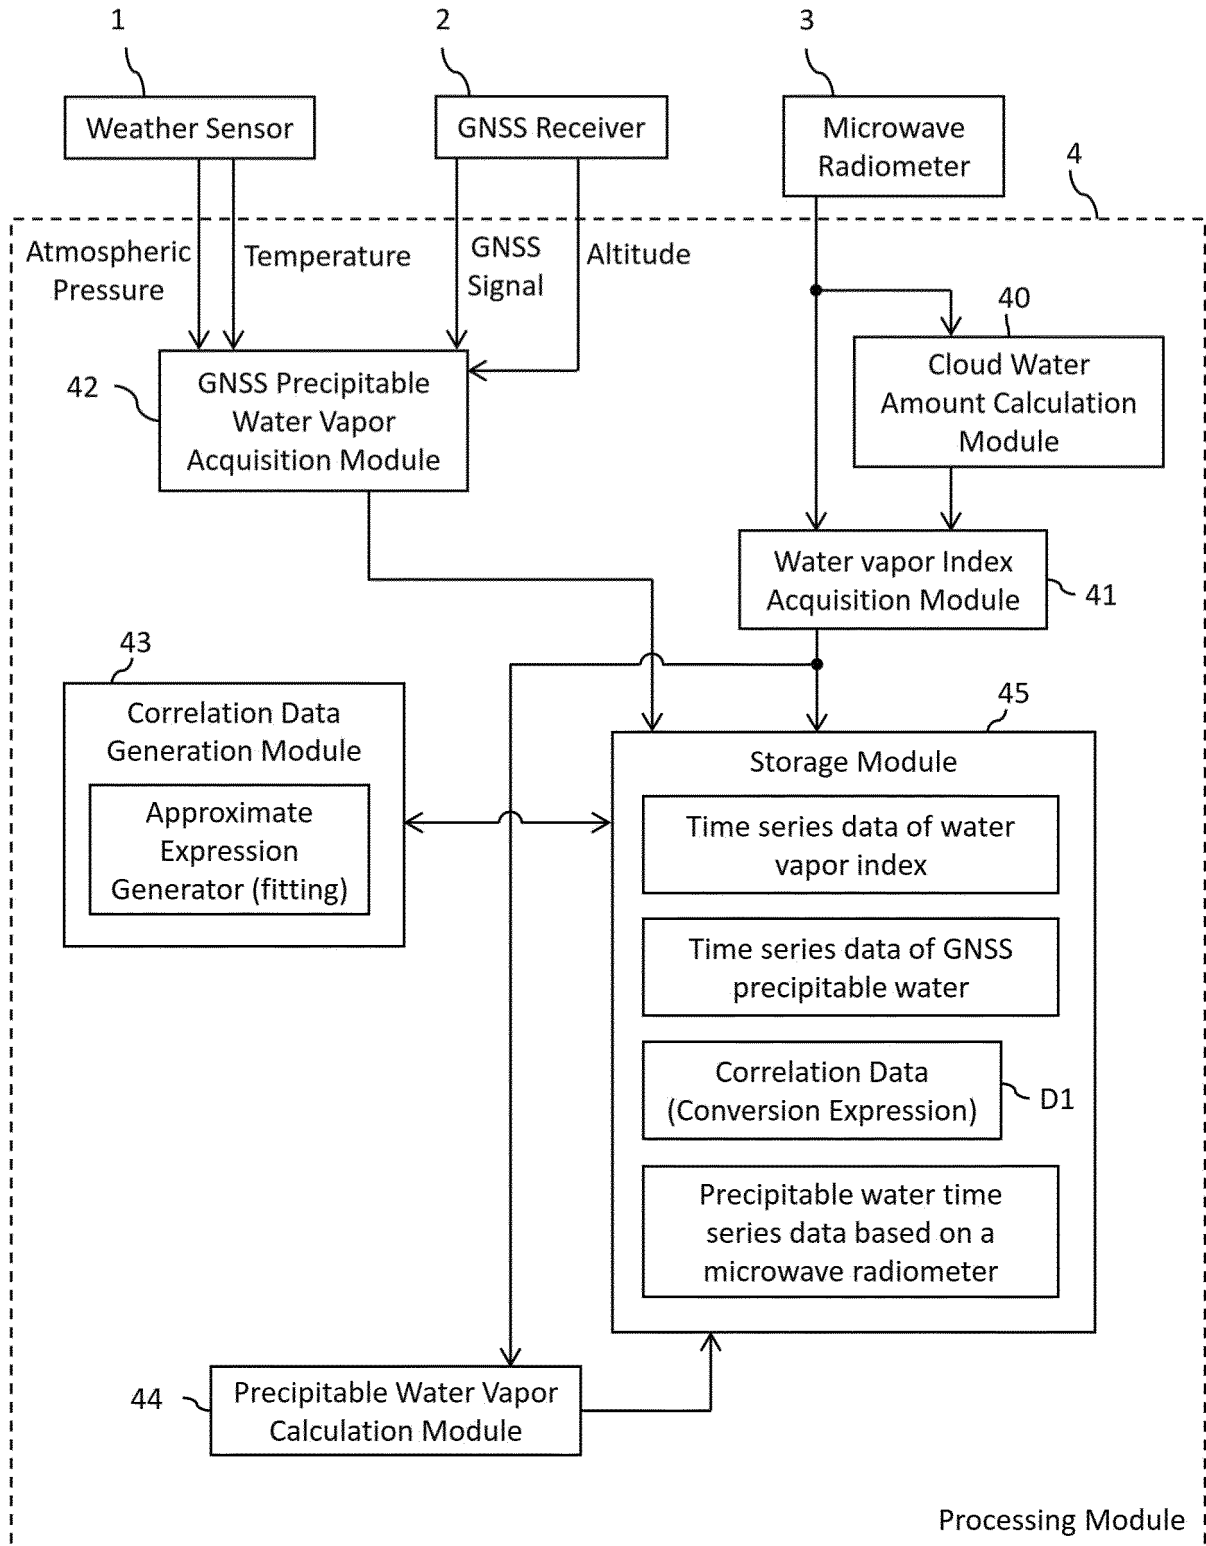 1
2
3
Weather Sensor
GNSS Receiver
Microwave
Radiometer
4
Atmospheric
Pressure
Temperature
GNSS
Signal
Altitude
40
Cloud Water
Amount Calculation
Module
42
GNSS Precipitable
Water Vapor
Acquisition Module
Water vapor Index
Acquisition Module
41
43
Correlation Data
Generation Module
Approximate
Expression
Generator (fitting)
45
Storage Module
Time series data of water
vapor index
Time series data of GNSS
precipitable water
Correlation Data
(Conversion Expression)
D1
Precipitable water time
series data based on a
microwave radiometer
44
Precipitable Water Vapor
Calculation Module
Processing Module